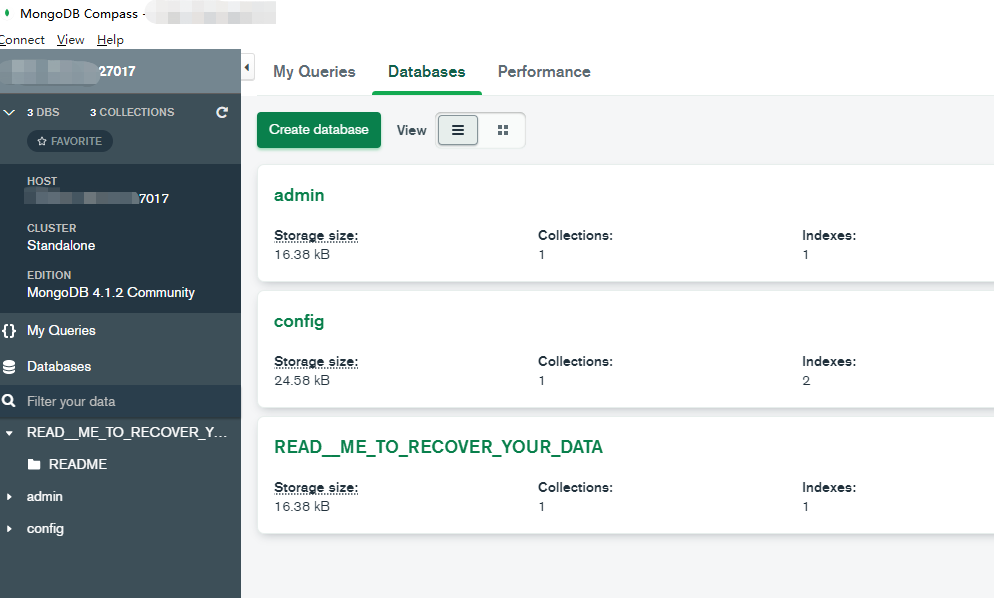 MongoDB Compass -
Connect View Help
27017
My Queries Databases Performance
3 DBS 3 COLLECTIONS
FAVORITE
Create database View
HOST
7017
CLUSTER
Standalone
EDITION
MongoDB 4.1.2 Community
{} My Queries
Databases
Filter your data
READ__ME_TO_RECOVER_Y...
README
admin
config
admin
Storage size: Collections: Indexes:
16.38 kB 1 1
config
Storage size: Collections: Indexes:
24.58 kB 1 2
READ__ME_TO_RECOVER_YOUR_DATA
Storage size: Collections: Indexes:
16.38 kB 1 1